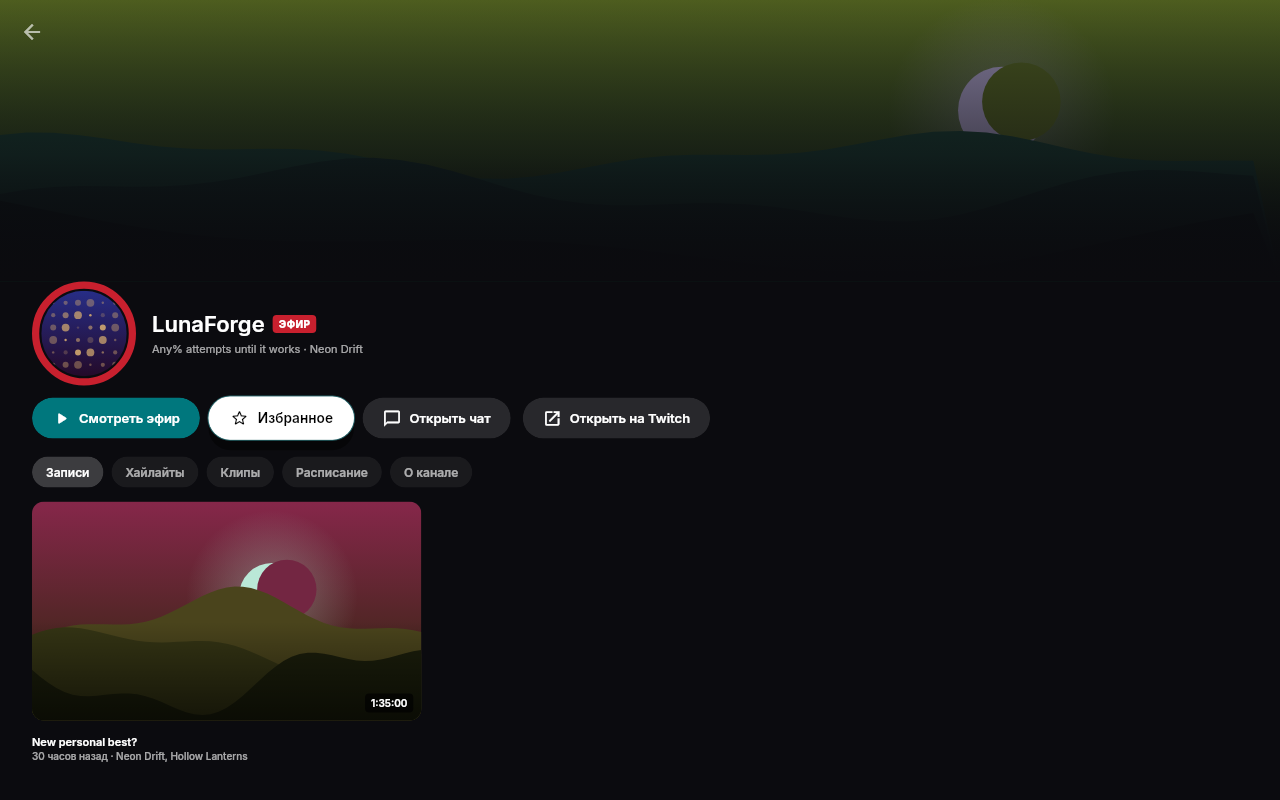 LunaForge ЭФИР
Any% attempts until it works · Neon Drift
Смотреть эфир Избранное Открыть чат Открыть на Twitch
Записи Хайлайты Клипы Расписание О канале
1:35:00
New personal best?
30 часов назад · Neon Drift, Hollow Lanterns